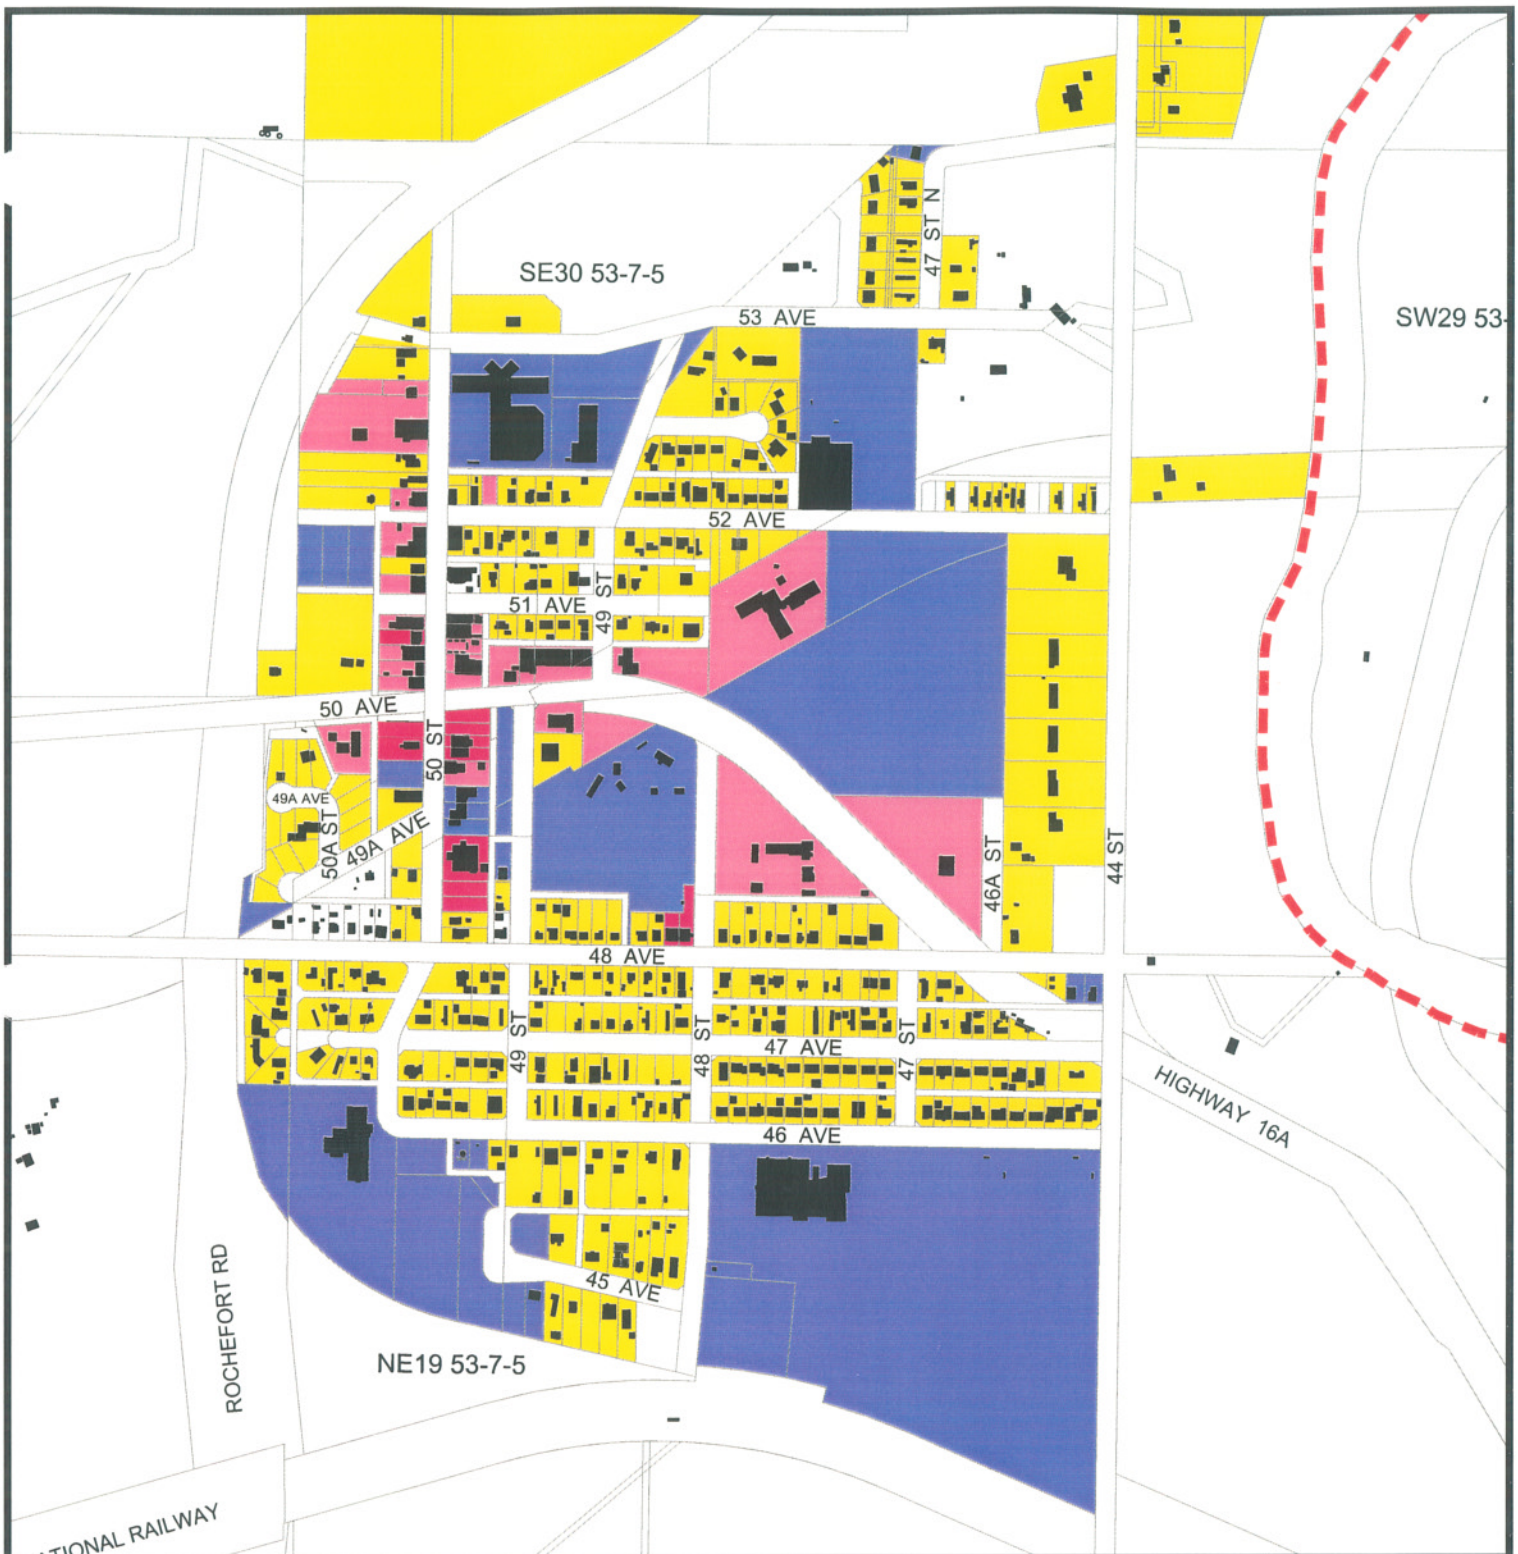 47 ST N
SE30 53-7-5
53 AVE
SW29 53-
52 AVE
51 AVE
49 ST
50 AVE
50 ST
49A AVE
50A ST
49A AVE
46A ST
44 ST
48 AVE
49 ST
48 ST
47 AVE
47 ST
HIGHWAY 16A
46 AVE
45 AVE
ROCHEFORT RD
NE19 53-7-5
TIONAL RAILWAY